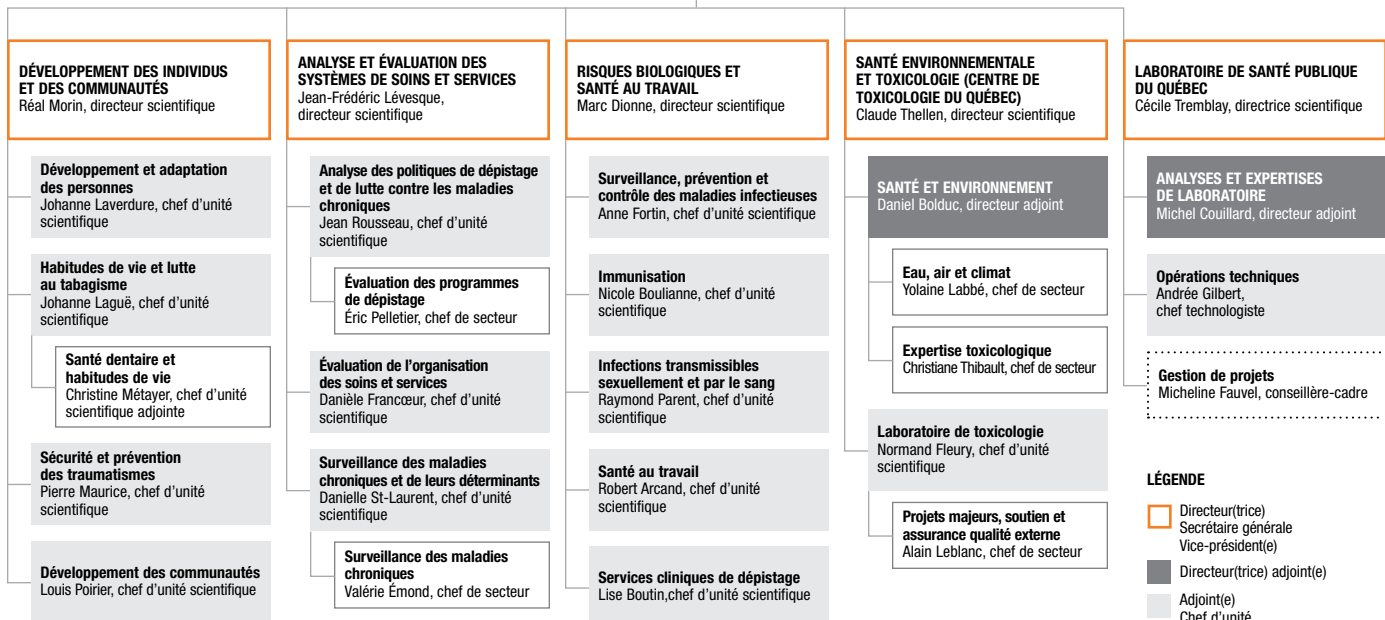 DÉVELOPPEMENT DES INDIVIDUS
ET DES COMMUNAUTÉS
Réal Morin, directeur scientifique
Développement et adaptation
des personnes
Johanne Laverdure, chef d'unité
scientifique
Habitudes de vie et lutte
au tabagisme
Johanne Laguë, chef d'unité
scientifique
Santé dentaire et
habitudes de vie
Christine Métayer, chef d'unité
scientifique adjointe
Sécurité et prévention
des traumatismes
Pierre Maurice, chef d'unité
scientifique
Développement des communautés
Louis Poirier, chef d'unité scientifique
ANALYSE ET ÉVALUATION DES
SYSTÈMES DE SOINS ET SERVICES
Jean-Frédéric Lévesque,
directeur scientifique
Analyse des politiques de dépistage
et de lutte contre les maladies
chroniques
Jean Rousseau, chef d'unité
scientifique
Évaluation des programmes
de dépistage
Éric Pelletier, chef de secteur
Évaluation de l'organisation
des soins et services
Danièle Francœur, chef d'unité
scientifique
Surveillance des maladies
chroniques et de leurs déterminants
Danielle St-Laurent, chef d'unité
scientifique
Surveillance des maladies
chroniques
Valérie Émond, chef de secteur
RISQUES BIOLOGIQUES ET
SANTÉ AU TRAVAIL
Marc Dionne, directeur scientifique
Surveillance, prévention et
contrôle des maladies infectieuses
Anne Fortin, chef d'unité scientifique
Immunisation
Nicole Boulianne, chef d'unité
scientifique
Infections transmissibles
sexuellement et par le sang
Raymond Parent, chef d'unité
scientifique
Santé au travail
Robert Arcand, chef d'unité
scientifique
Services cliniques de dépistage
Lise Boutin,chef d'unité scientifique
SANTÉ ENVIRONNEMENTALE
ET TOXICOLOGIE (CENTRE DE
TOXICOLOGIE DU QUÉBEC)
Claude Thellen, directeur scientifique
SANTÉ ET ENVIRONNEMENT
Daniel Bolduc, directeur adjoint
Eau, air et climat
Yolaine Labbé, chef de secteur
Expertise toxicologique
Christiane Thibault, chef de secteur
Laboratoire de toxicologie
Normand Fleury, chef d'unité
scientifique
Projets majeurs, soutien et
assurance qualité externe
Alain Leblanc, chef de secteur
LABORATOIRE DE SANTÉ PUBLIQUE
DU QUÉBEC
Cécile Tremblay, directrice scientifique
ANALYSES ET EXPERTISES
DE LABORATOIRE
Michel Couillard, directeur adjoint
Opérations techniques
Andrée Gilbert,
chef technologiste
Gestion de projets
Micheline Fauvel, conseillère-cadre
LÉGENDE
Directeur(trice)
Secrétaire générale
Vice-président(e)
Directeur(trice) adjoint(e)
Adjoint(e)
Chef d'unité